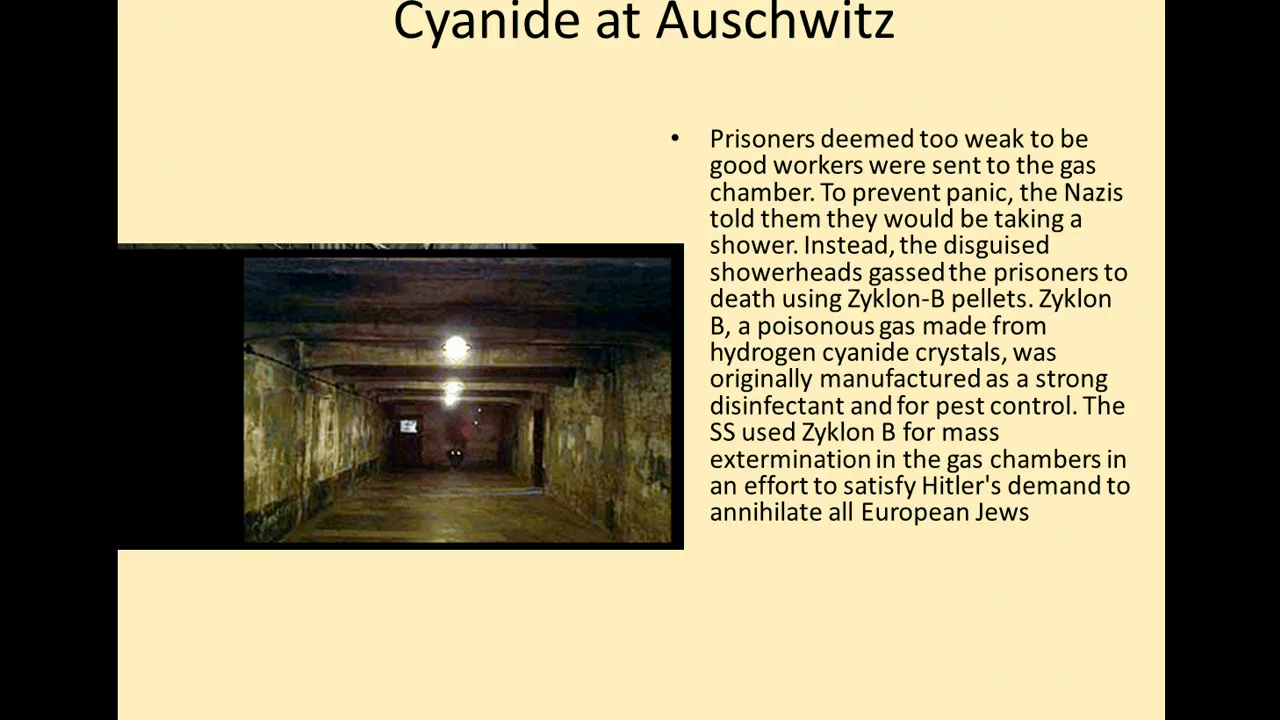 Cyanide at Auschwitz
• Prisoners deemed too weak to be
good workers were sent to the gas
chamber. To prevent panic, the Nazis
told them they would be taking a
shower. Instead, the disguised
showerheads gassed the prisoners to
death using Zyklon-B pellets. Zyklon
B, a poisonous gas made from
hydrogen cyanide crystals, was
originally manufactured as a strong
disinfectant and for pest control. The
SS used Zyklon B for mass
extermination in the gas chambers in
an effort to satisfy Hitler's demand to
annihilate all European Jews